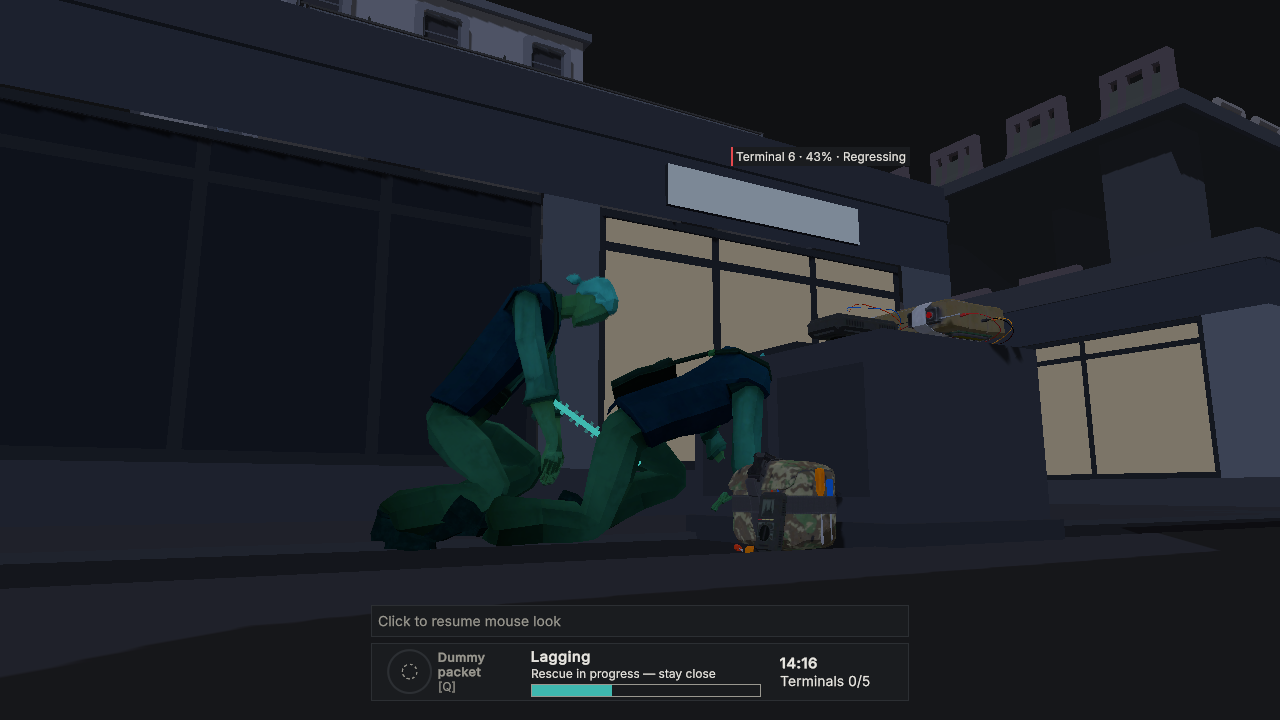 Terminal 6 · 43% · Regressing
Click to resume mouse look
Dummy
packet
[Q]
Lagging
Rescue in progress — stay close
14:16
Terminals 0/5